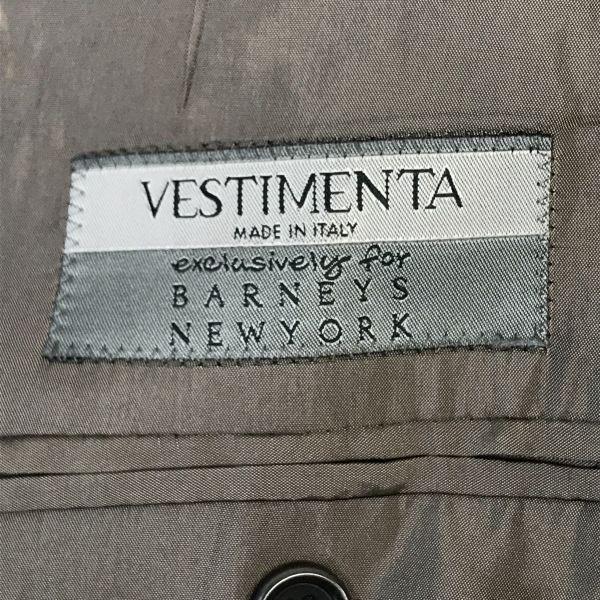 VESTIMENTA
MADE IN ITALY
exclusively for
BARNEYS
NEWYORK